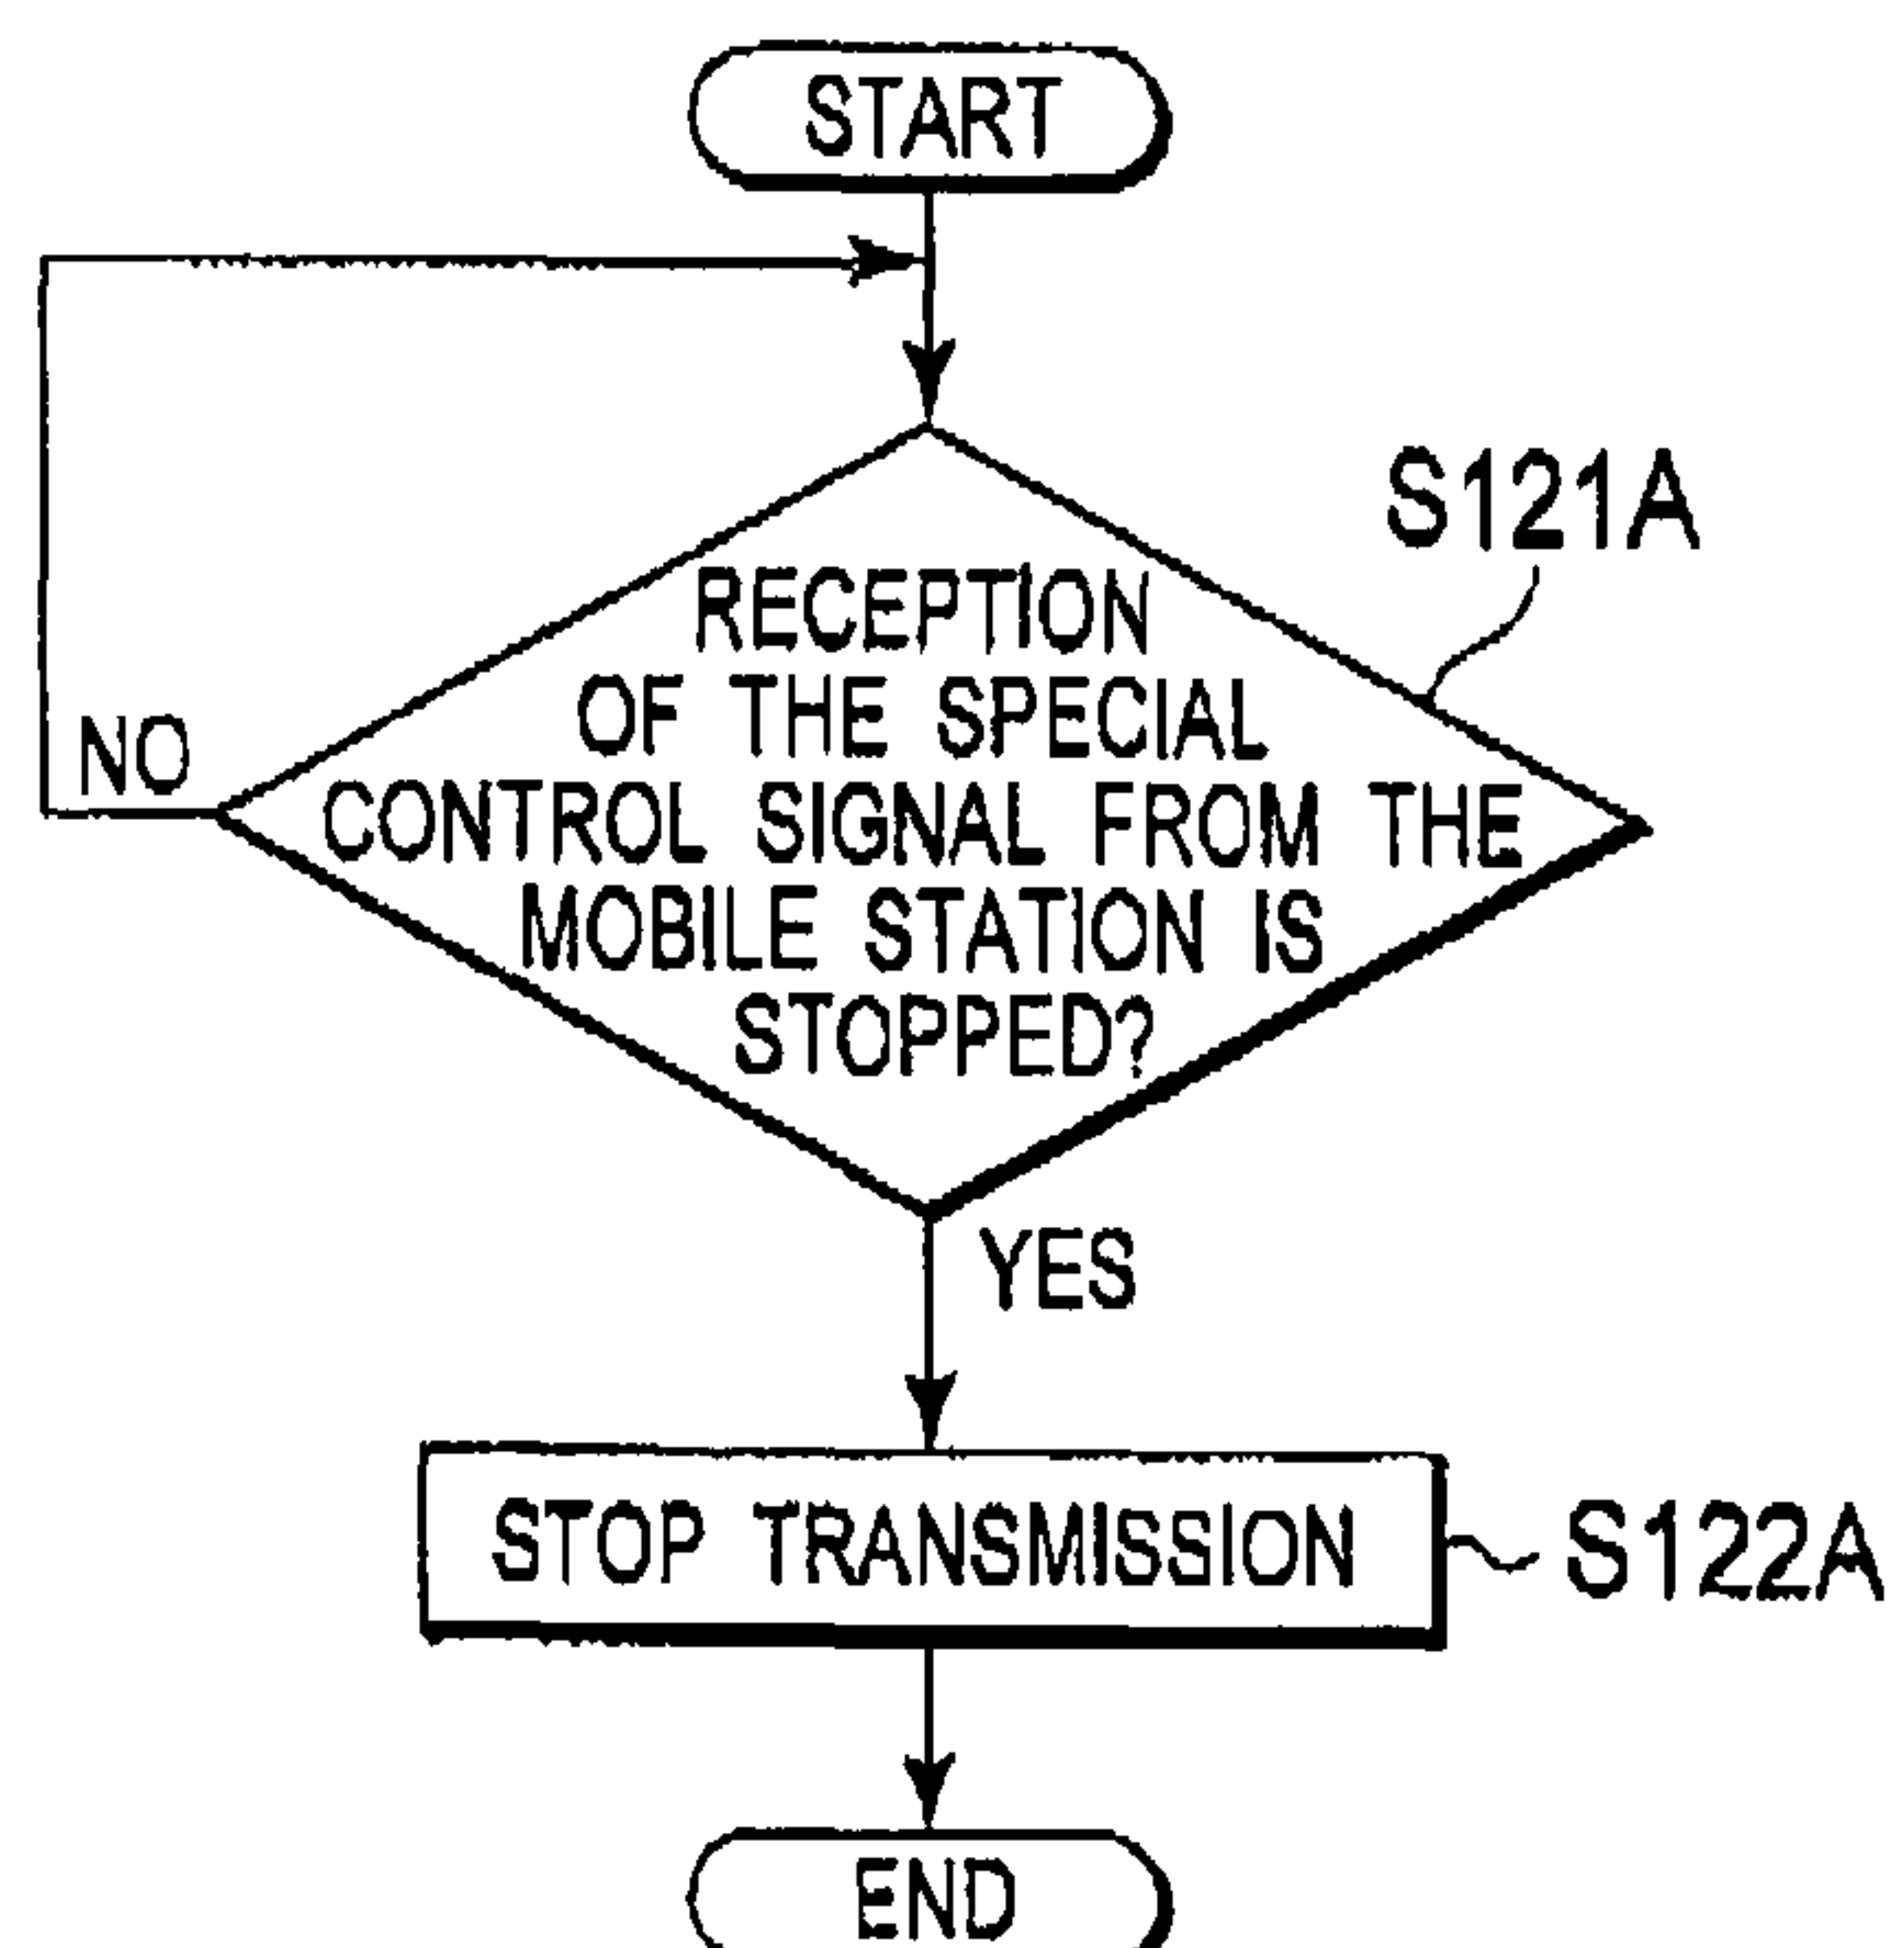 START
S121A
RECEPTION
OF THE SPECIAL
CONTROL SIGNAL FROM THE
MOBILE STATION IS
STOPPED?
NO
YES
STOP TRANSMISSION
S122A
END